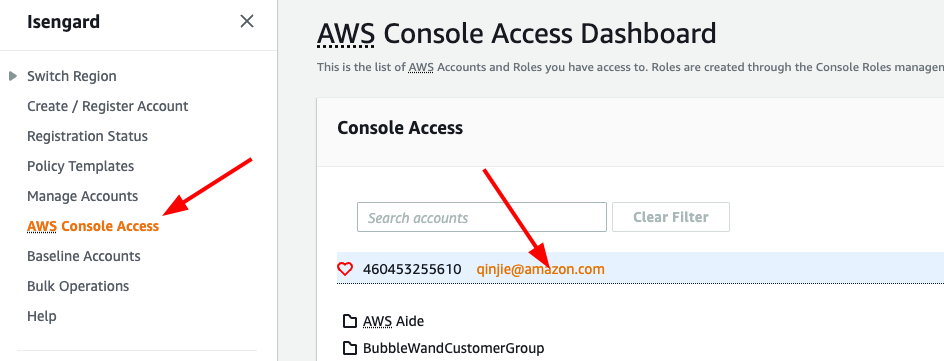 Isengard
Switch Region
Create / Register Account
Registration Status
Policy Templates
Manage Accounts
AWS Console Access
Baseline Accounts
Bulk Operations
Help
AWS Console Access Dashboard
This is the list of AWS Accounts and Roles you have access to. Roles are created through the Console Roles managem
Console Access
Search accounts
Clear Filter
460453255610 qinjie@amazon.com
AWS Aide
BubbleWandCustomerGroup